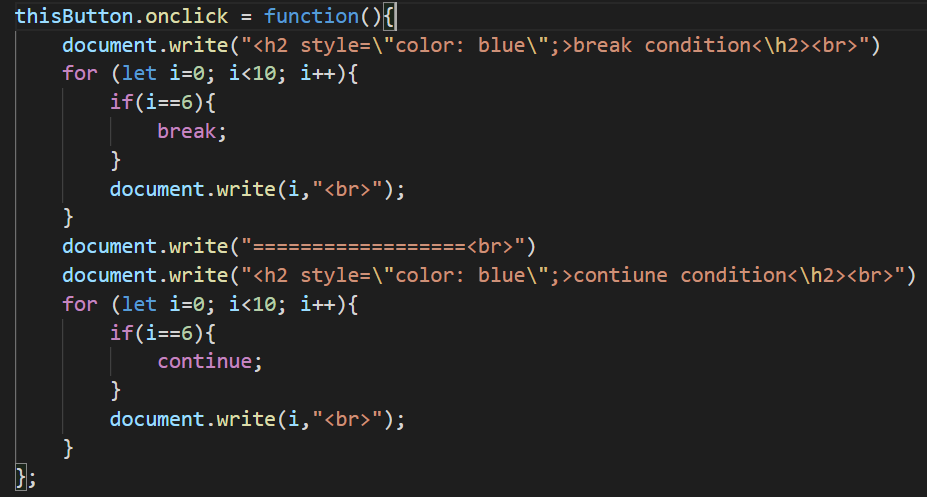 thisButton.onclick = function(){
    document.write("<h2 style=\"color: blue\";>break condition<\h2><br>")
    for (let i=0; i<10; i++){
        if(i==6){
            break;
        }
        document.write(i,"<br>");
    }
    document.write("==================<br>")
    document.write("<h2 style=\"color: blue\";>contiune condition<\h2><br>")
    for (let i=0; i<10; i++){
        if(i==6){
            continue;
        }
        document.write(i,"<br>");
    }
};